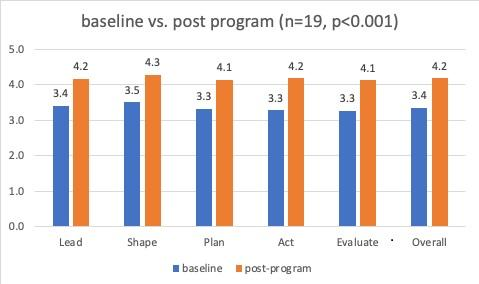 baseline vs. post program (n=19, p<0.001)
5.0
4.0
3.0
2.0
1.0
0.0
3.4 4.2 3.5 4.3 3.3 4.1 3.3 4.2 3.3 4.1 3.4 4.2
Lead Shape Plan Act Evaluate Overall
baseline post-program